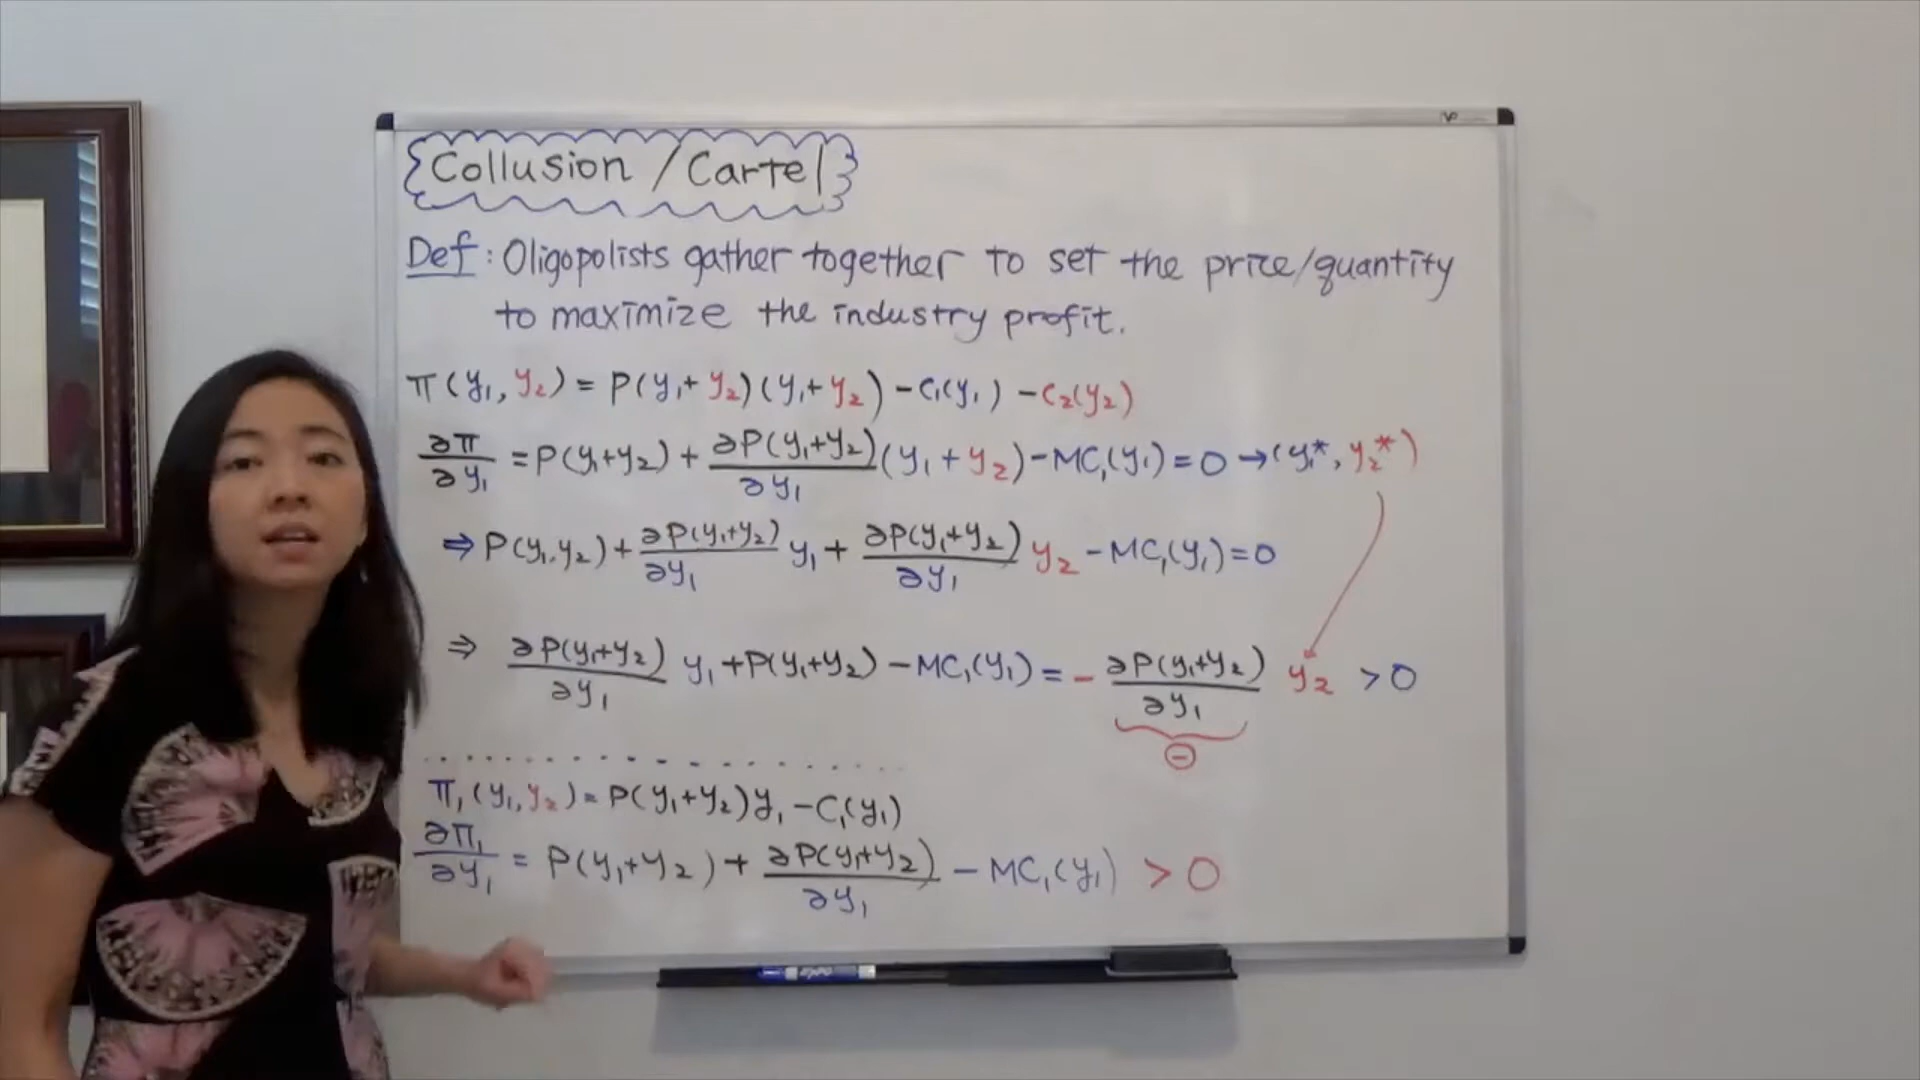 Collusion / Cartel
Def: Oligopolists gather together to set the price/quantity
to maximize the industry profit.
π(y₁, y₂) = P(y₁+y₂)(y₁+y₂) - C₁(y₁) - C₂(y₂)
∂π/∂y₁ = P(y₁+y₂) + ∂P(y₁+y₂)/∂y₁ (y₁+y₂) - MC₁(y₁) = 0 → (y₁*, y₂*)
⇒ P(y₁,y₂) + ∂P(y₁+y₂)/∂y₁ y₁ + ∂P(y₁+y₂)/∂y₁ y₂ - MC₁(y₁) = 0
⇒ ∂P(y₁+y₂)/∂y₁ y₁ + P(y₁+y₂) - MC₁(y₁) = - ∂P(y₁+y₂)/∂y₁ y₂ > 0
⊖
π₁(y₁, y₂) = P(y₁+y₂)y₁ - C₁(y₁)
∂π₁/∂y₁ = P(y₁+y₂) + ∂P(y₁+y₂)/∂y₁ - MC₁(y₁) > 0
expo